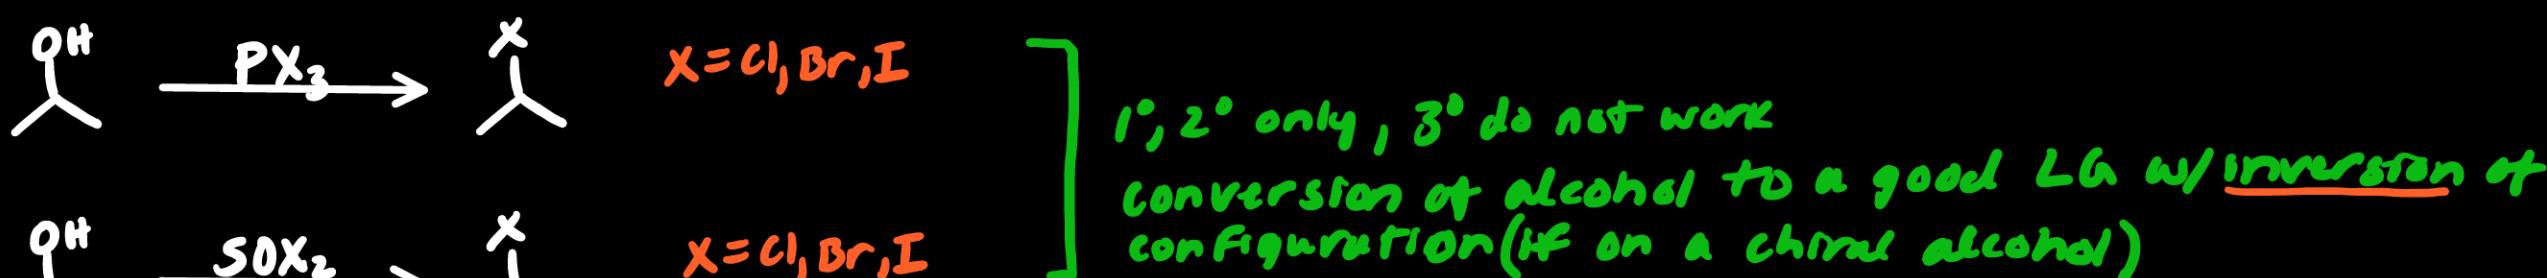 OH PX₃ X X = Cl, Br, I
1°, 2° only, 3° do not work
conversion of alcohol to a good LG w/ inversion of
configuration (if on a chiral alcohol)
OH SOX₂ X X = Cl, Br, I